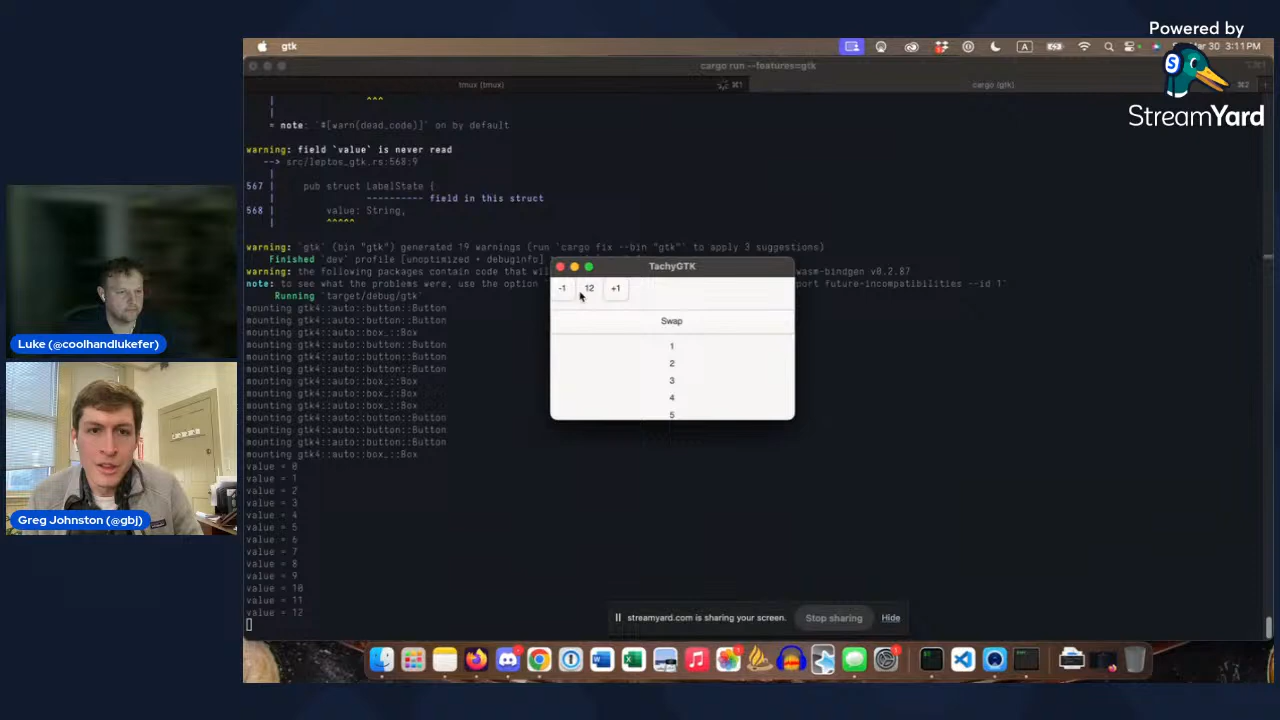 Powered by
StreamYard
gtk
A
Mar 30 3:11PM
cargo run --features=gtk
tmux (tmux)
⌘1
cargo (gtk)
⌘2
+
| ^^^
|
= note: `#[warn(dead_code)]` on by default
warning: field `value` is never read
--> src/leptos_gtk.rs:568:9
|
567 | pub struct LabelState {
| ---------- field in this struct
568 | value: String,
| ^^^^^
warning: `gtk` (bin "gtk") generated 19 warnings (run `cargo fix --bin "gtk"` to apply 3 suggestions)
Finished `dev` profile [unoptimized + debuginfo]
warning: the following packages contain code that wil
wasm-bindgen v0.2.87
note: to see what the problems were, use the option `
port future-incompatibilities --id 1`
Running `target/debug/gtk`
mounting gtk4::auto::button::Button
mounting gtk4::auto::button::Button
mounting gtk4::auto::box_::Box
mounting gtk4::auto::button::Button
mounting gtk4::auto::button::Button
mounting gtk4::auto::button::Button
mounting gtk4::auto::box_::Box
mounting gtk4::auto::box_::Box
mounting gtk4::auto::box_::Box
mounting gtk4::auto::button::Button
mounting gtk4::auto::button::Button
mounting gtk4::auto::button::Button
mounting gtk4::auto::box_::Box
value = 0
value = 1
value = 2
value = 3
value = 4
value = 5
value = 6
value = 7
value = 8
value = 9
value = 10
value = 11
value = 12
TachyGTK
-1 12 +1
Swap
1
2
3
4
5
Luke (@coolhandlukefer)
Greg Johnston (@gbj)
streamyard.com is sharing your screen.
Stop sharing
Hide